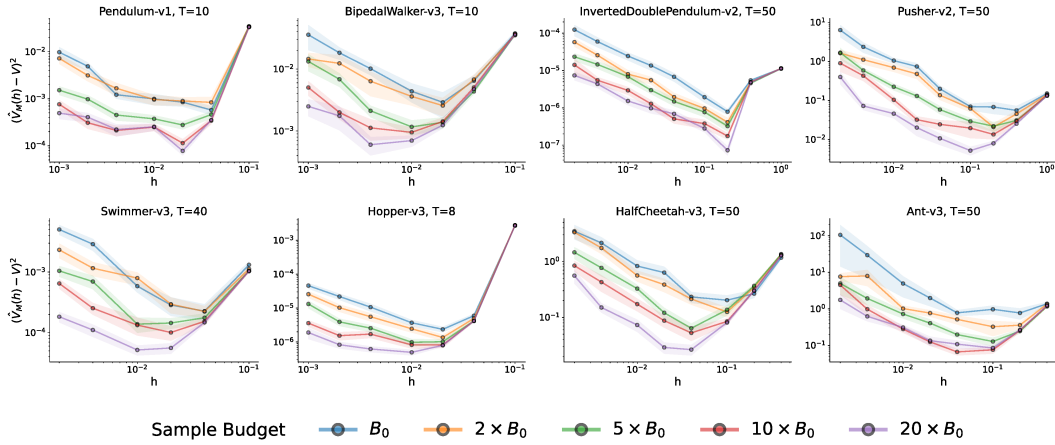 Pendulum-v1, T=10
BipedalWalker-v3, T=10
InvertedDoublePendulum-v2, T=50
Pusher-v2, T=50
(V̂_M(h) − V)²
10⁻²
10⁻³
10⁻⁴
10⁻³
10⁻²
10⁻¹
h
10⁻¹
10⁻²
10⁻³
10⁻³
10⁻²
10⁻¹
h
10⁻⁴
10⁻⁵
10⁻⁶
10⁻⁷
10⁻²
10⁻¹
10⁰
h
10¹
10⁰
10⁻¹
10⁻²
10⁻²
10⁻¹
10⁰
h
Swimmer-v3, T=40
Hopper-v3, T=8
HalfCheetah-v3, T=50
Ant-v3, T=50
(V̂_M(h) − V)²
10⁻³
10⁻⁴
10⁻²
10⁻¹
h
10⁻³
10⁻⁴
10⁻⁵
10⁻⁶
10⁻³
10⁻²
10⁻¹
h
10⁰
10⁻¹
10⁻²
10⁻¹
h
10²
10¹
10⁰
10⁻¹
10⁻²
10⁻¹
h
Sample Budget B₀ 2 × B₀ 5 × B₀ 10 × B₀ 20 × B₀